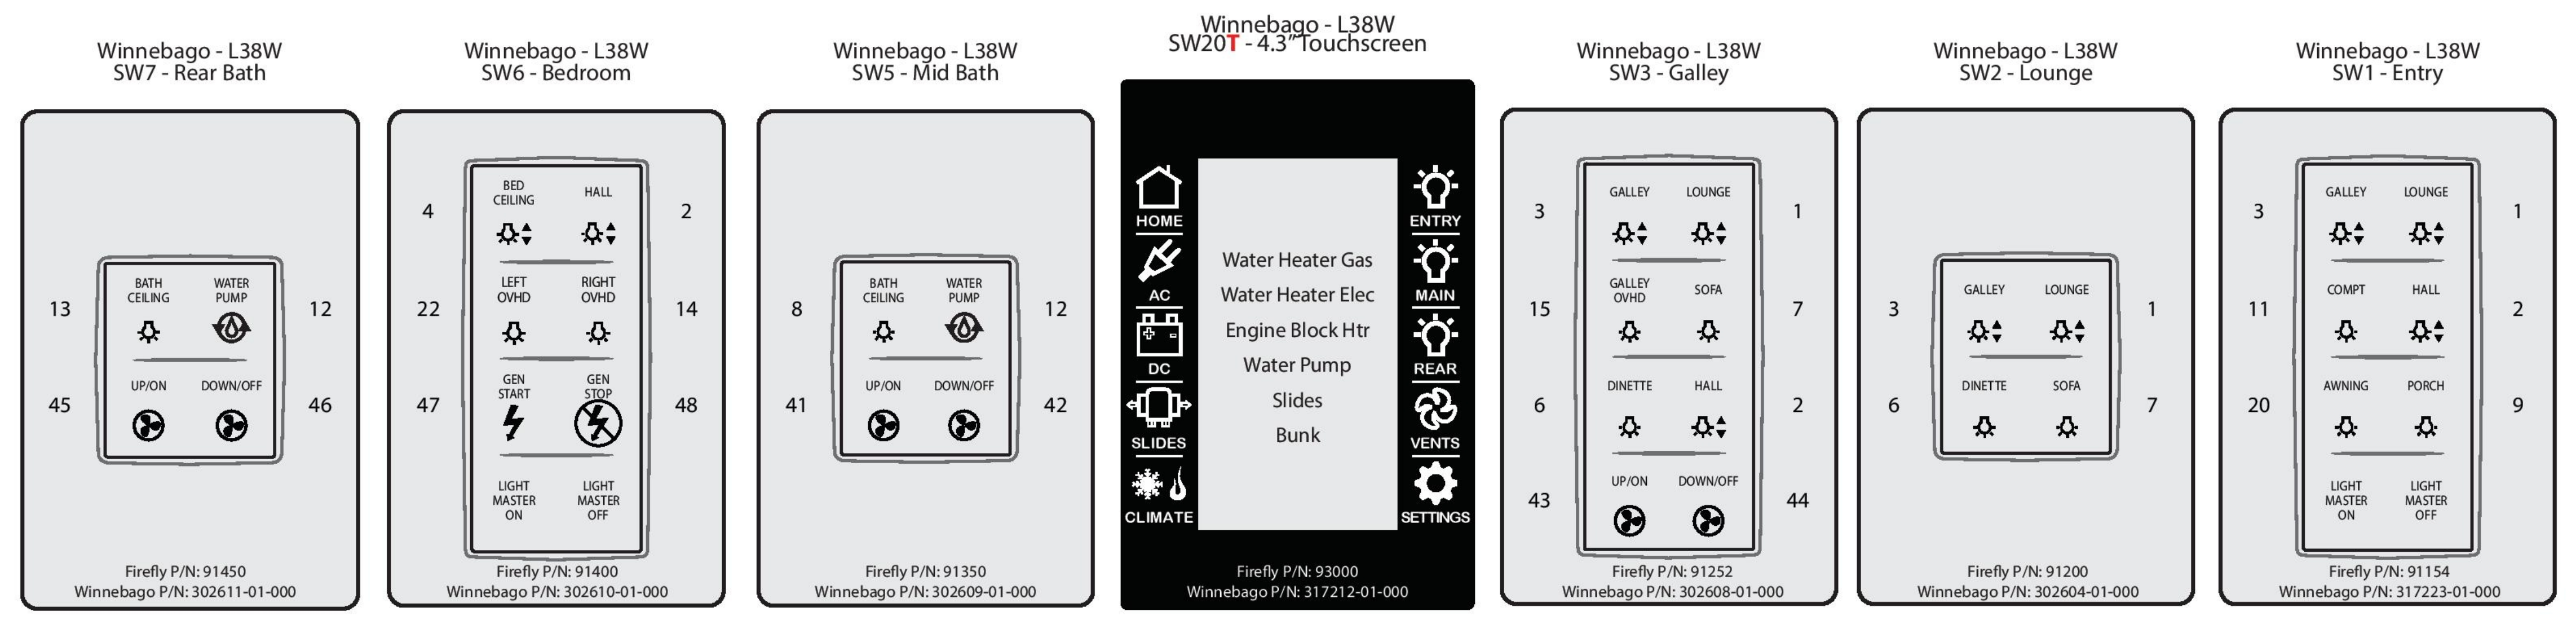 Winnebago - L38W
SW7 - Rear Bath
BATH CEILING
WATER PUMP
13
12
UP/ON
DOWN/OFF
45
46
Firefly P/N: 91450
Winnebago P/N: 302611-01-000
Winnebago - L38W
SW6 - Bedroom
BED CEILING
HALL
4
2
LEFT OVHD
RIGHT OVHD
22
14
GEN START
GEN STOP
47
48
LIGHT MASTER ON
LIGHT MASTER OFF
Firefly P/N: 91400
Winnebago P/N: 302610-01-000
Winnebago - L38W
SW5 - Mid Bath
BATH CEILING
WATER PUMP
8
12
UP/ON
DOWN/OFF
41
42
Firefly P/N: 91350
Winnebago P/N: 302609-01-000
Winnebago - L38W
SW20T - 4.3" Touchscreen
HOME
AC
DC
SLIDES
CLIMATE
Water Heater Gas
Water Heater Elec
Engine Block Htr
Water Pump
Slides
Bunk
ENTRY
MAIN
REAR
VENTS
SETTINGS
Firefly P/N: 93000
Winnebago P/N: 317212-01-000
Winnebago - L38W
SW3 - Galley
GALLEY
LOUNGE
3
1
GALLEY OVHD
SOFA
15
7
DINETTE
HALL
6
2
UP/ON
DOWN/OFF
43
44
Firefly P/N: 91252
Winnebago P/N: 302608-01-000
Winnebago - L38W
SW2 - Lounge
GALLEY
LOUNGE
3
1
DINETTE
SOFA
6
7
Firefly P/N: 91200
Winnebago P/N: 302604-01-000
Winnebago - L38W
SW1 - Entry
GALLEY
LOUNGE
3
1
COMPT
HALL
11
2
AWNING
PORCH
20
9
LIGHT MASTER ON
LIGHT MASTER OFF
Firefly P/N: 91154
Winnebago P/N: 317223-01-000